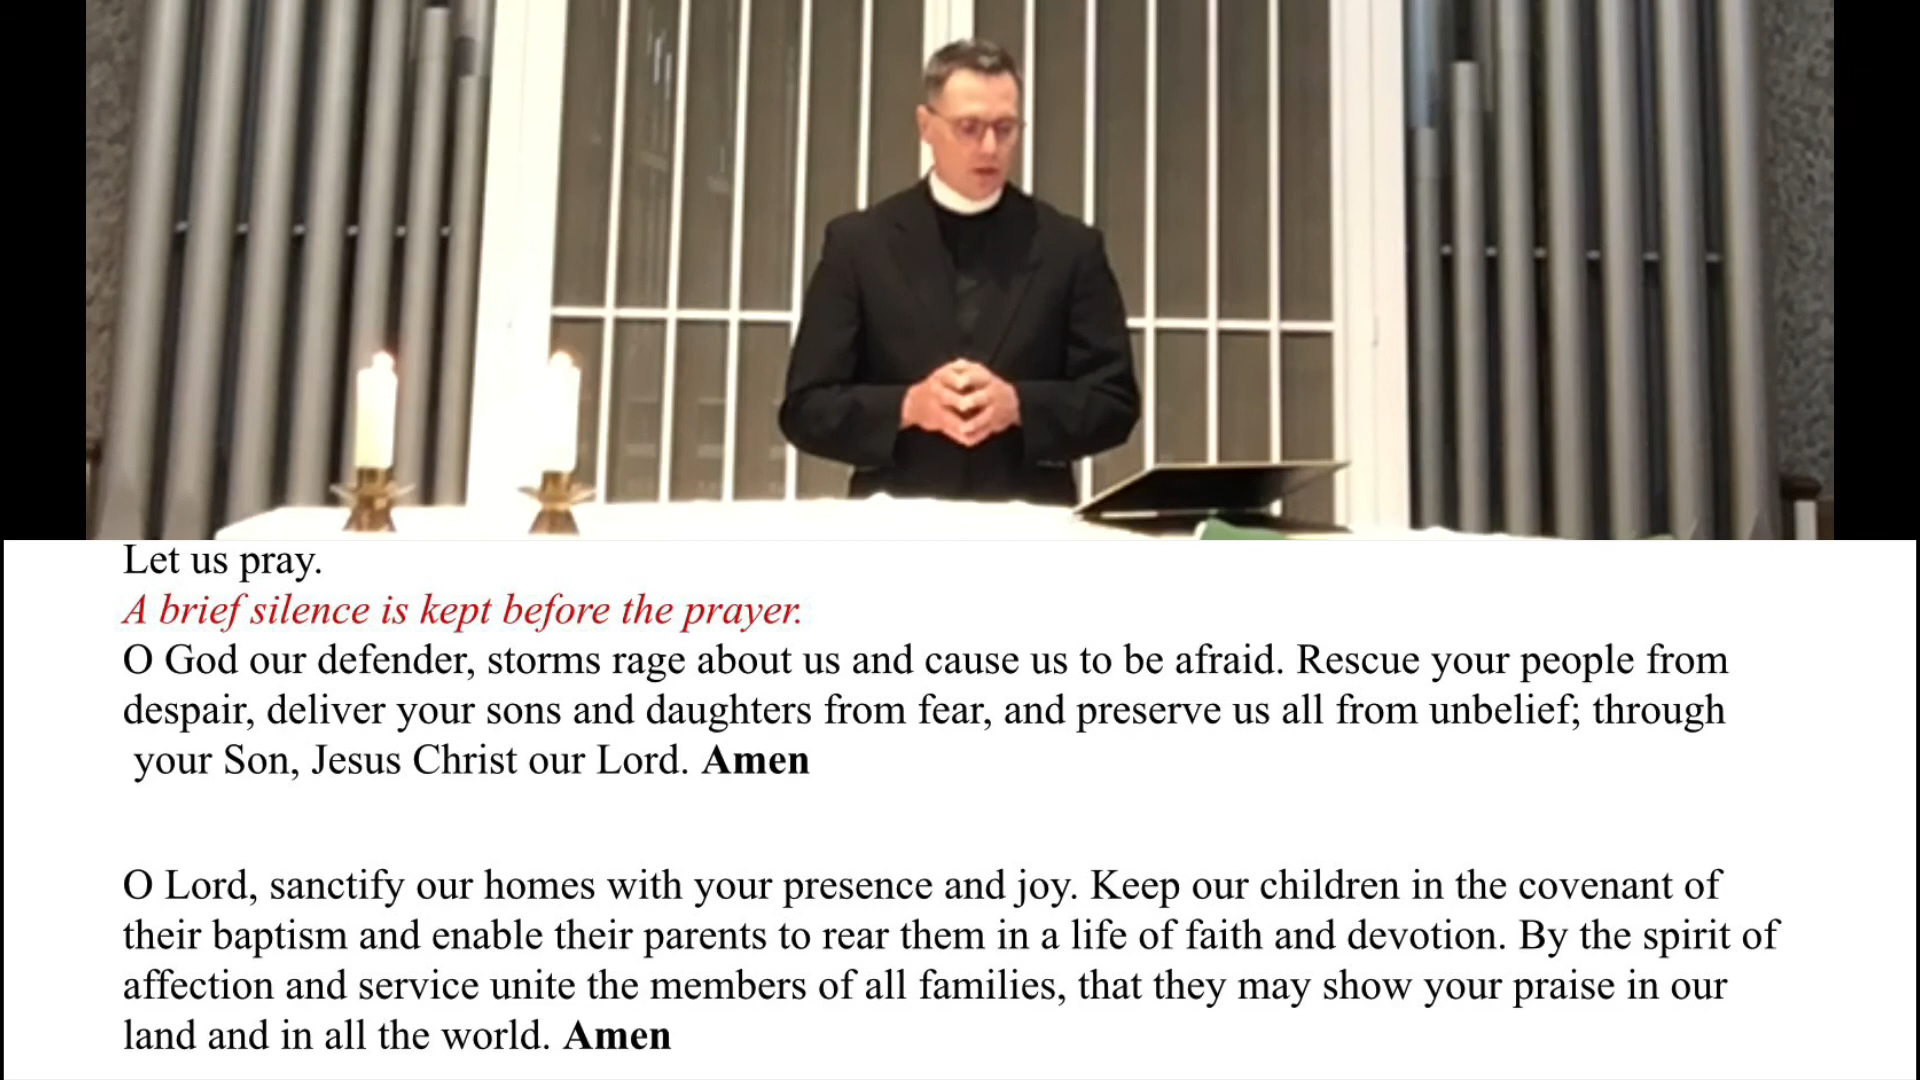 Let us pray.
A brief silence is kept before the prayer.
O God our defender, storms rage about us and cause us to be afraid. Rescue your people from
despair, deliver your sons and daughters from fear, and preserve us all from unbelief; through
your Son, Jesus Christ our Lord. Amen
O Lord, sanctify our homes with your presence and joy. Keep our children in the covenant of
their baptism and enable their parents to rear them in a life of faith and devotion. By the spirit of
affection and service unite the members of all families, that they may show your praise in our
land and in all the world. Amen